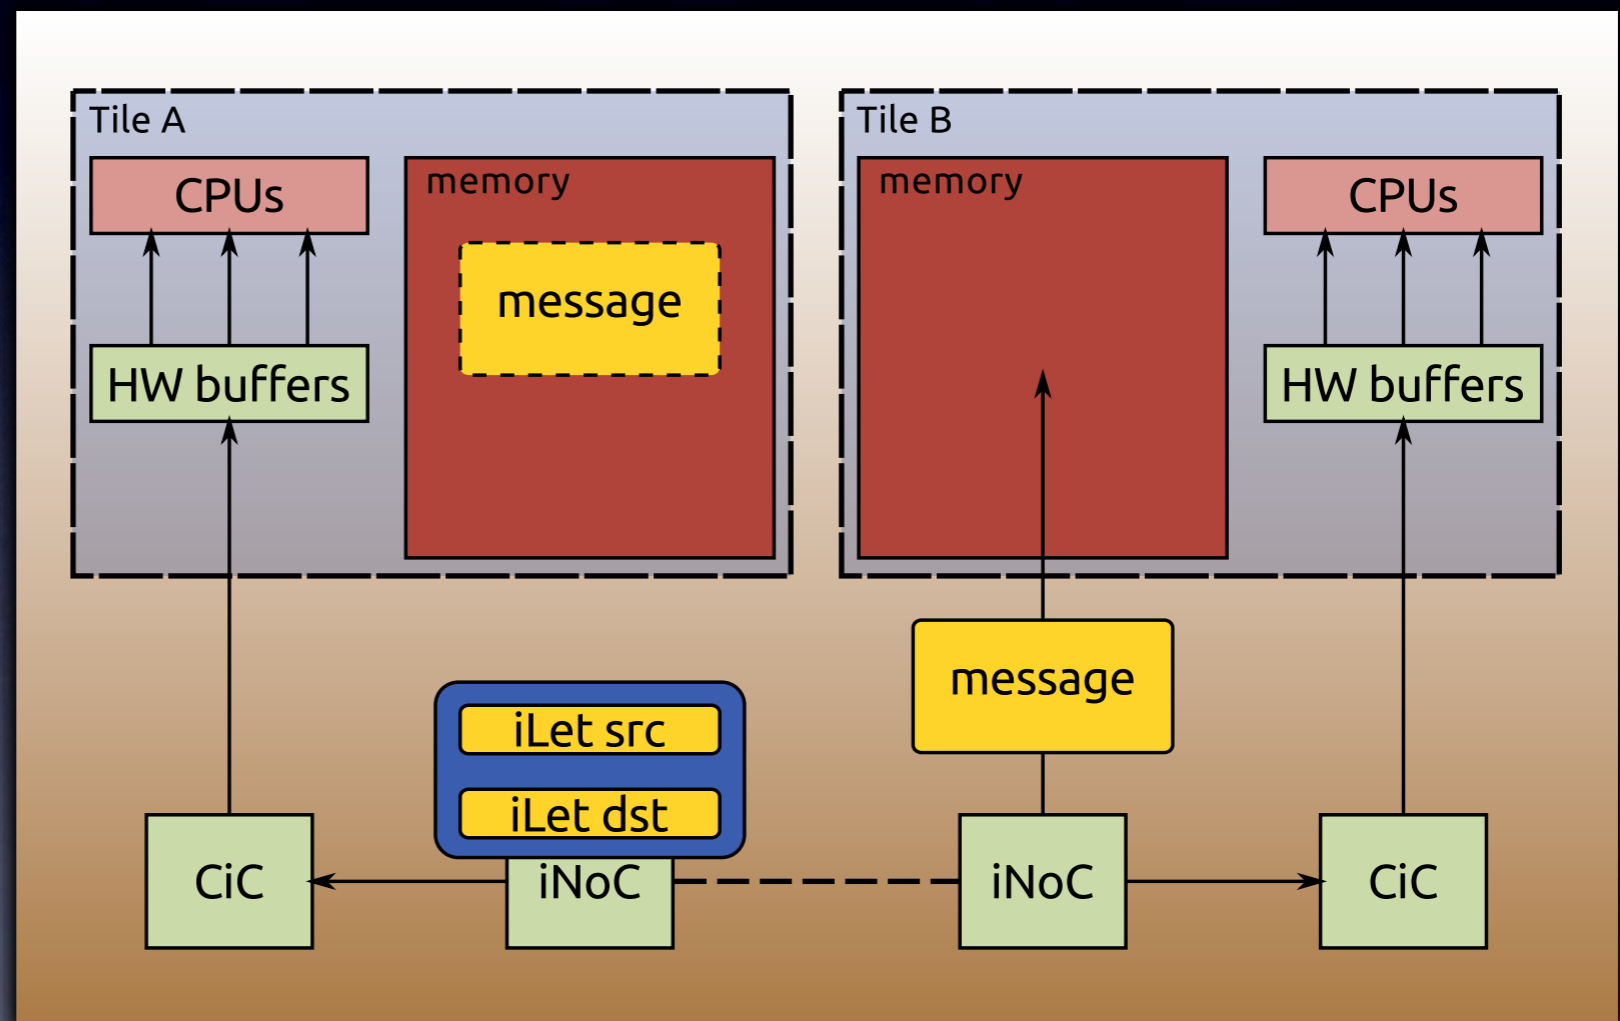 Tile A
CPUs
memory
message
HW buffers
Tile B
memory
CPUs
HW buffers
message
iLet src
iLet dst
CiC
iNoC
iNoC
CiC